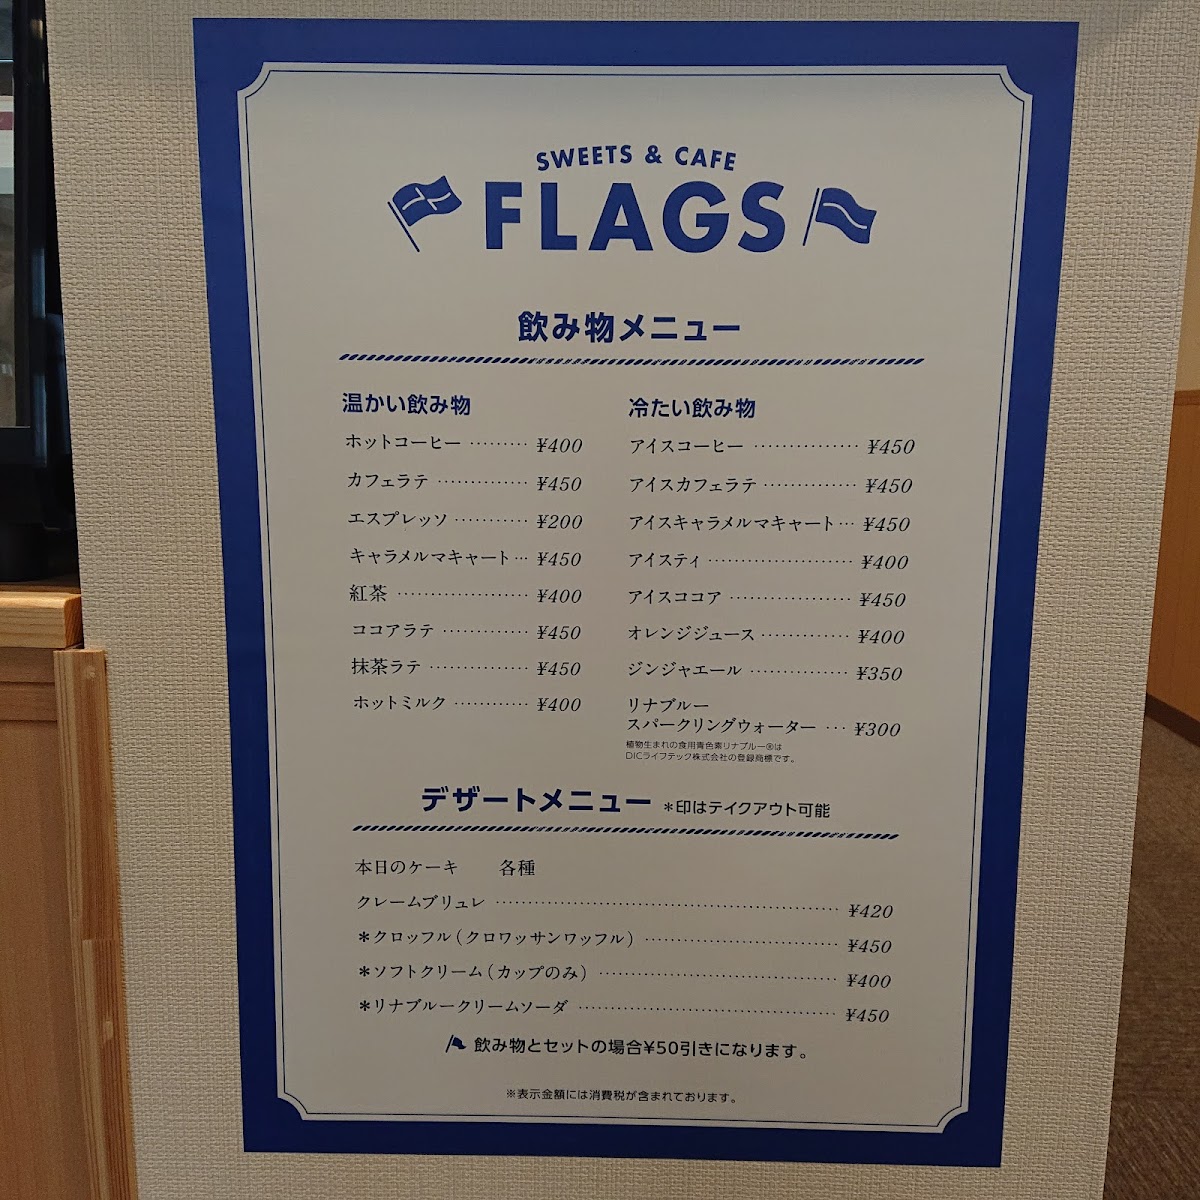 SWEETS & CAFE
FLAGS
飲み物メニュー
温かい飲み物
ホットコーヒー ⋯⋯⋯ ¥400
カフェラテ ⋯⋯⋯⋯⋯ ¥450
エスプレッソ ⋯⋯⋯⋯ ¥200
キャラメルマキャート⋯ ¥450
紅茶 ⋯⋯⋯⋯⋯⋯⋯ ¥400
ココアラテ ⋯⋯⋯⋯⋯ ¥450
抹茶ラテ ⋯⋯⋯⋯⋯ ¥450
ホットミルク ⋯⋯⋯⋯ ¥400
冷たい飲み物
アイスコーヒー ⋯⋯⋯⋯⋯ ¥450
アイスカフェラテ ⋯⋯⋯⋯⋯ ¥450
アイスキャラメルマキャート⋯ ¥450
アイスティ ⋯⋯⋯⋯⋯⋯⋯ ¥400
アイスココア ⋯⋯⋯⋯⋯⋯ ¥450
オレンジジュース ⋯⋯⋯⋯⋯ ¥400
ジンジャエール ⋯⋯⋯⋯⋯ ¥350
リナブルー
スパークリングウォーター ⋯ ¥300
植物生まれの食用青色素リナブルー®は
DICライフテック株式会社の登録商標です。
デザートメニュー ＊印はテイクアウト可能
本日のケーキ　各種
クレームブリュレ ⋯⋯⋯⋯⋯⋯⋯⋯⋯⋯⋯⋯⋯⋯ ¥420
＊クロッフル（クロワッサンワッフル） ⋯⋯⋯⋯⋯⋯⋯⋯⋯ ¥450
＊ソフトクリーム（カップのみ） ⋯⋯⋯⋯⋯⋯⋯⋯⋯⋯⋯ ¥400
＊リナブルークリームソーダ ⋯⋯⋯⋯⋯⋯⋯⋯⋯⋯⋯⋯ ¥450
飲み物とセットの場合¥50引きになります。
※表示金額には消費税が含まれております。